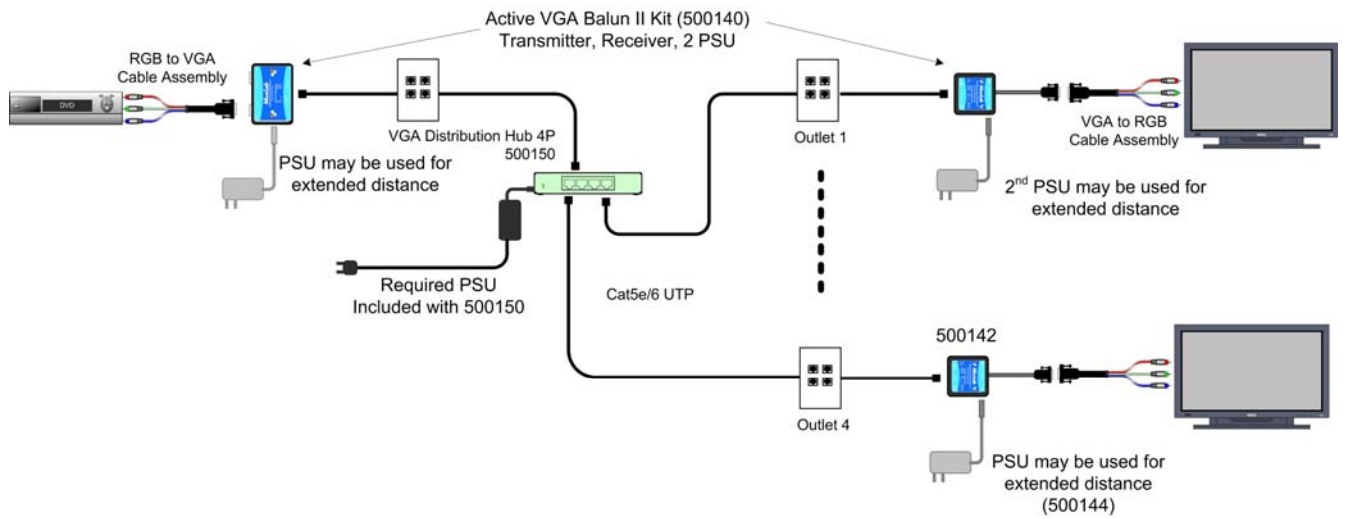 Active VGA Balun II Kit (500140)
Transmitter, Receiver, 2 PSU
RGB to VGA
Cable Assembly
DVD
PSU may be used for
extended distance
VGA Distribution Hub 4P
500150
Required PSU
Included with 500150
Cat5e/6 UTP
Outlet 1
VGA to RGB
Cable Assembly
2nd PSU may be used for
extended distance
500142
Outlet 4
PSU may be used for
extended distance
(500144)